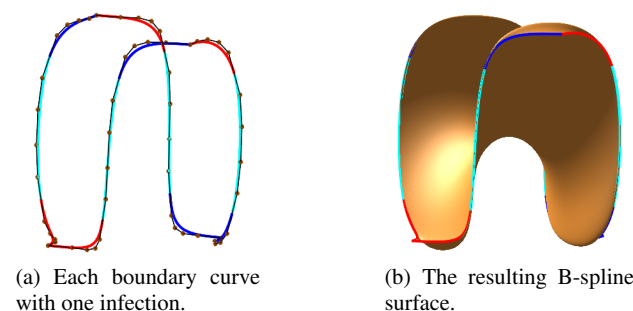 (a) Each boundary curve
with one infection.
(b) The resulting B-spline
surface.